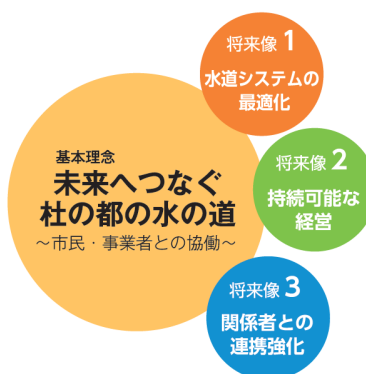 基本理念
未来へつなぐ
杜の都の水の道
～市民・事業者との協働～
将来像 1
水道システムの
最適化
将来像 2
持続可能な
経営
将来像 3
関係者との
連携強化